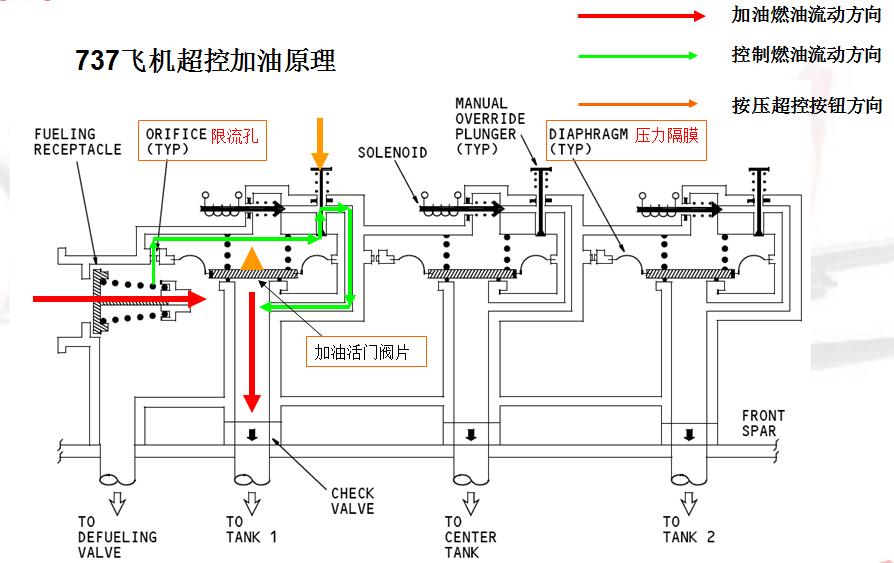 加油燃油流动方向
737飞机超控加油原理
控制燃油流动方向
按压超控按钮方向
FUELING
RECEPTACLE
ORIFICE 限流孔
(TYP)
SOLENOID
MANUAL
OVERRIDE
PLUNGER
(TYP)
DIAPHRAGM 压力隔膜
(TYP)
加油活门阀片
FRONT
SPAR
CHECK
VALVE
TO
DEFUELING
VALVE
TO
TANK 1
TO
CENTER
TANK
TO
TANK 2